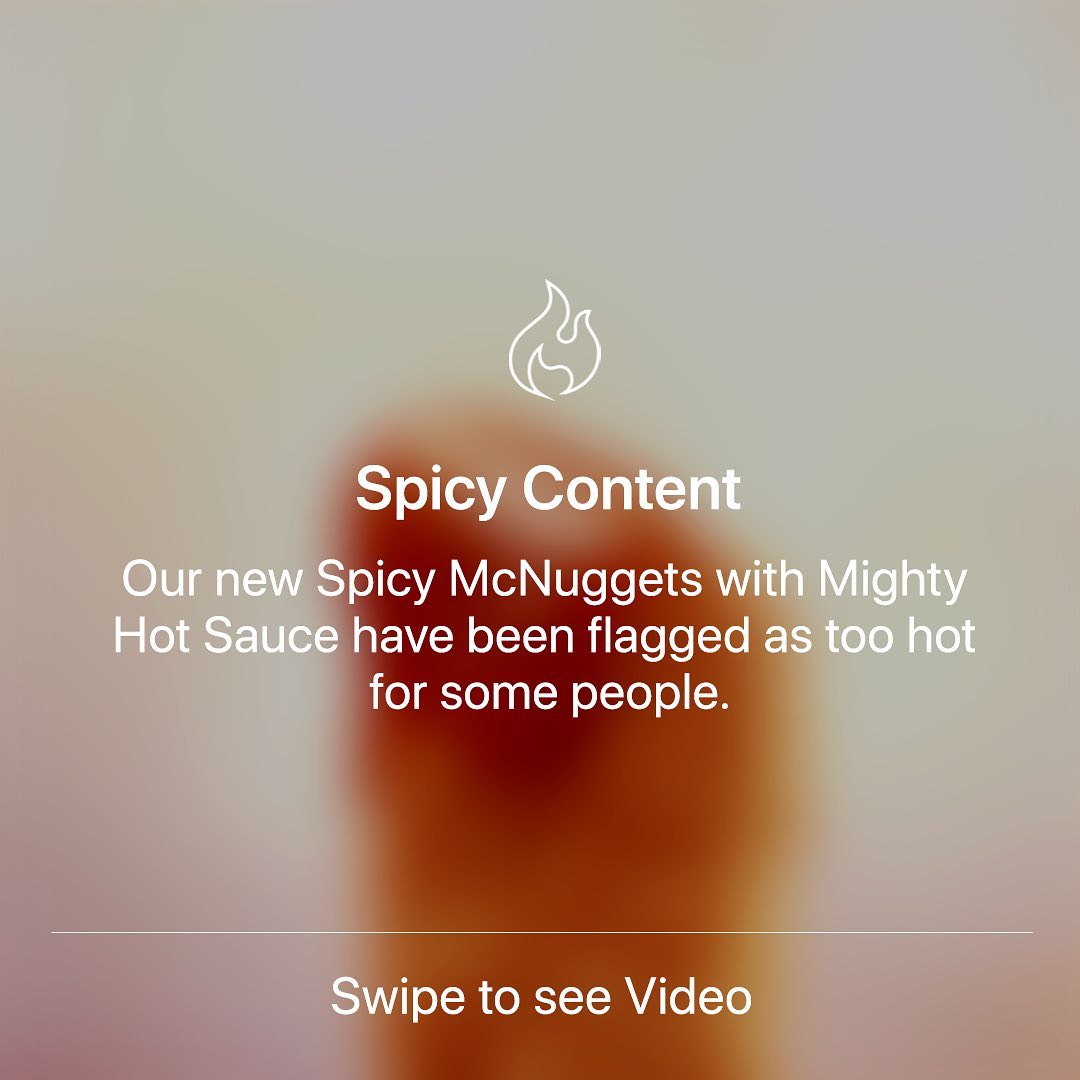 Spicy Content
Our new Spicy McNuggets with Mighty
Hot Sauce have been flagged as too hot
for some people.
Swipe to see Video